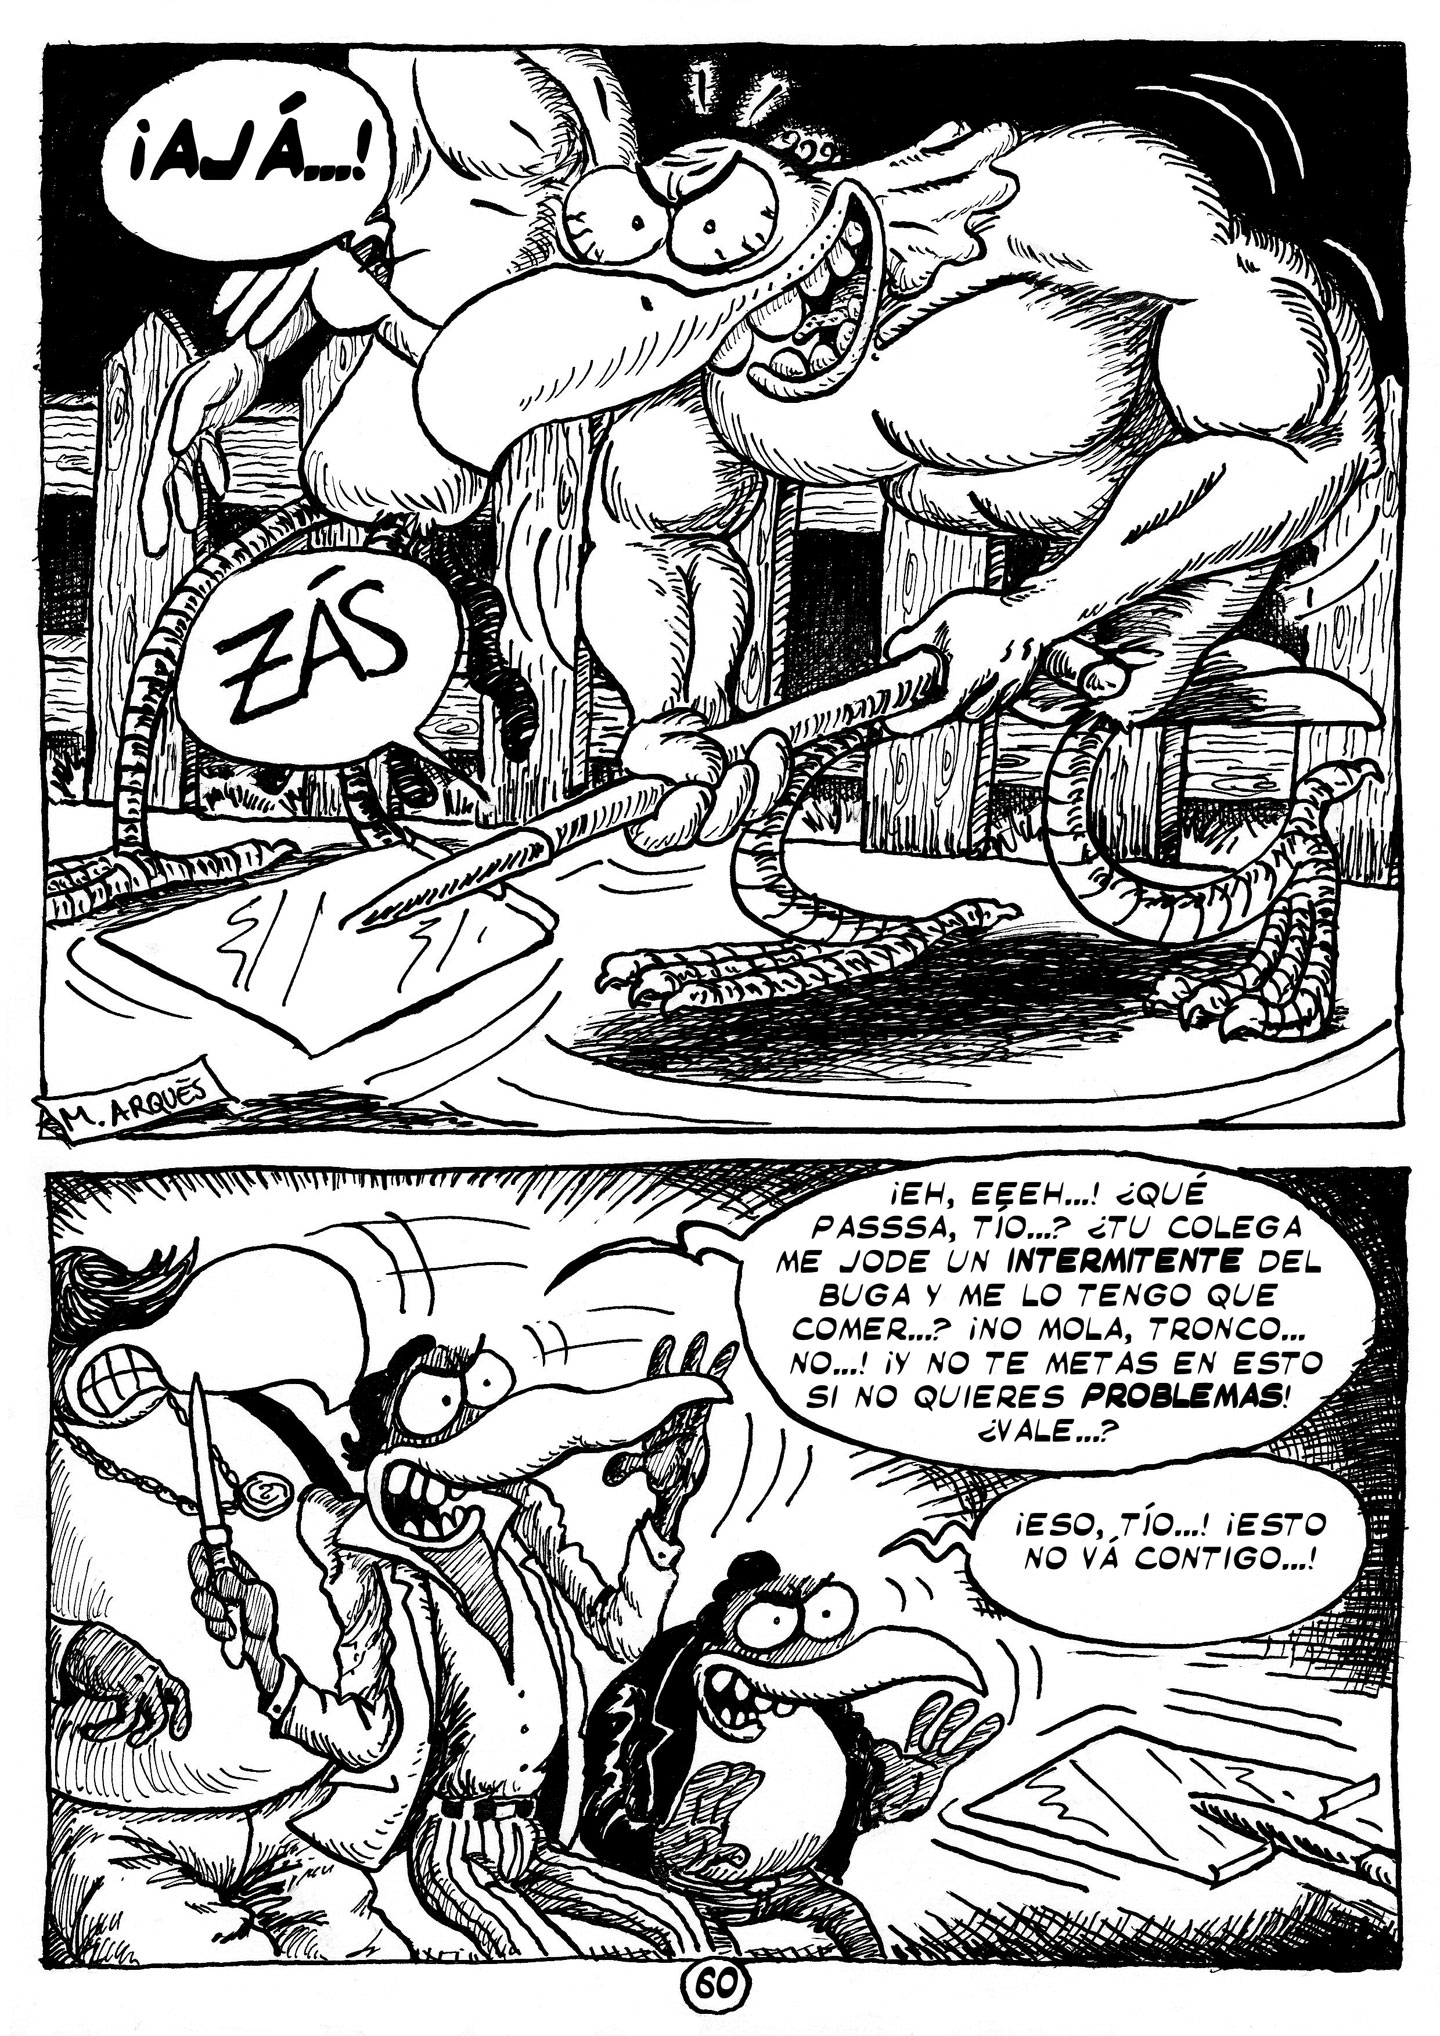 ¡AJÁ....!
ZÁS
M. ARQUÉS
¡EH, EEEH...! ¿QUÉ
PASSSA, TÍO...? ¿TU COLEGA
ME JODE UN INTERMITENTE DEL
BUGA Y ME LO TENGO QUE
COMER...? ¡NO MOLA, TRONCO...
NO...! ¡Y NO TE METAS EN ESTO
SI NO QUIERES PROBLEMAS!
¿VALE...?
¡ESO, TÍO...! ¡ESTO
NO VÁ CONTIGO...!
60